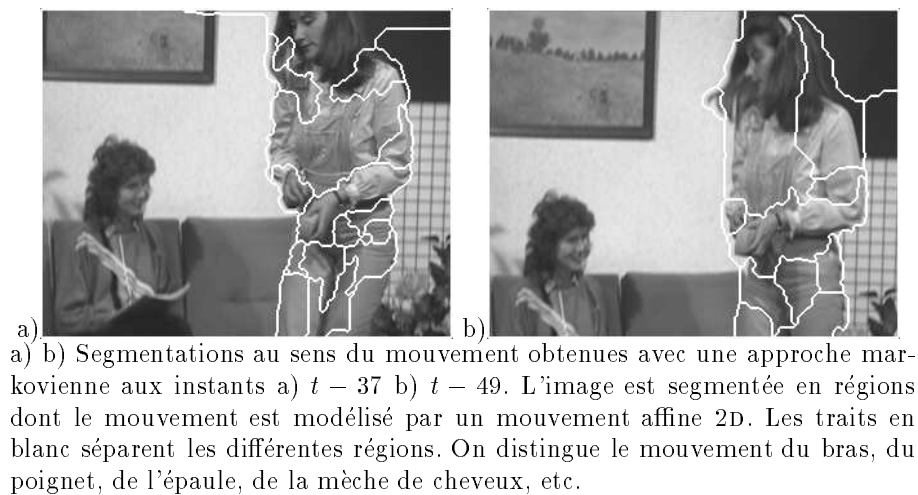 a) b)
a) b) Segmentations au sens du mouvement obtenues avec une approche mar-
kovienne aux instants a) t − 37 b) t − 49. L'image est segmentée en régions
dont le mouvement est modélisé par un mouvement affine 2D. Les traits en
blanc séparent les différentes régions. On distingue le mouvement du bras, du
poignet, de l'épaule, de la mèche de cheveux, etc.